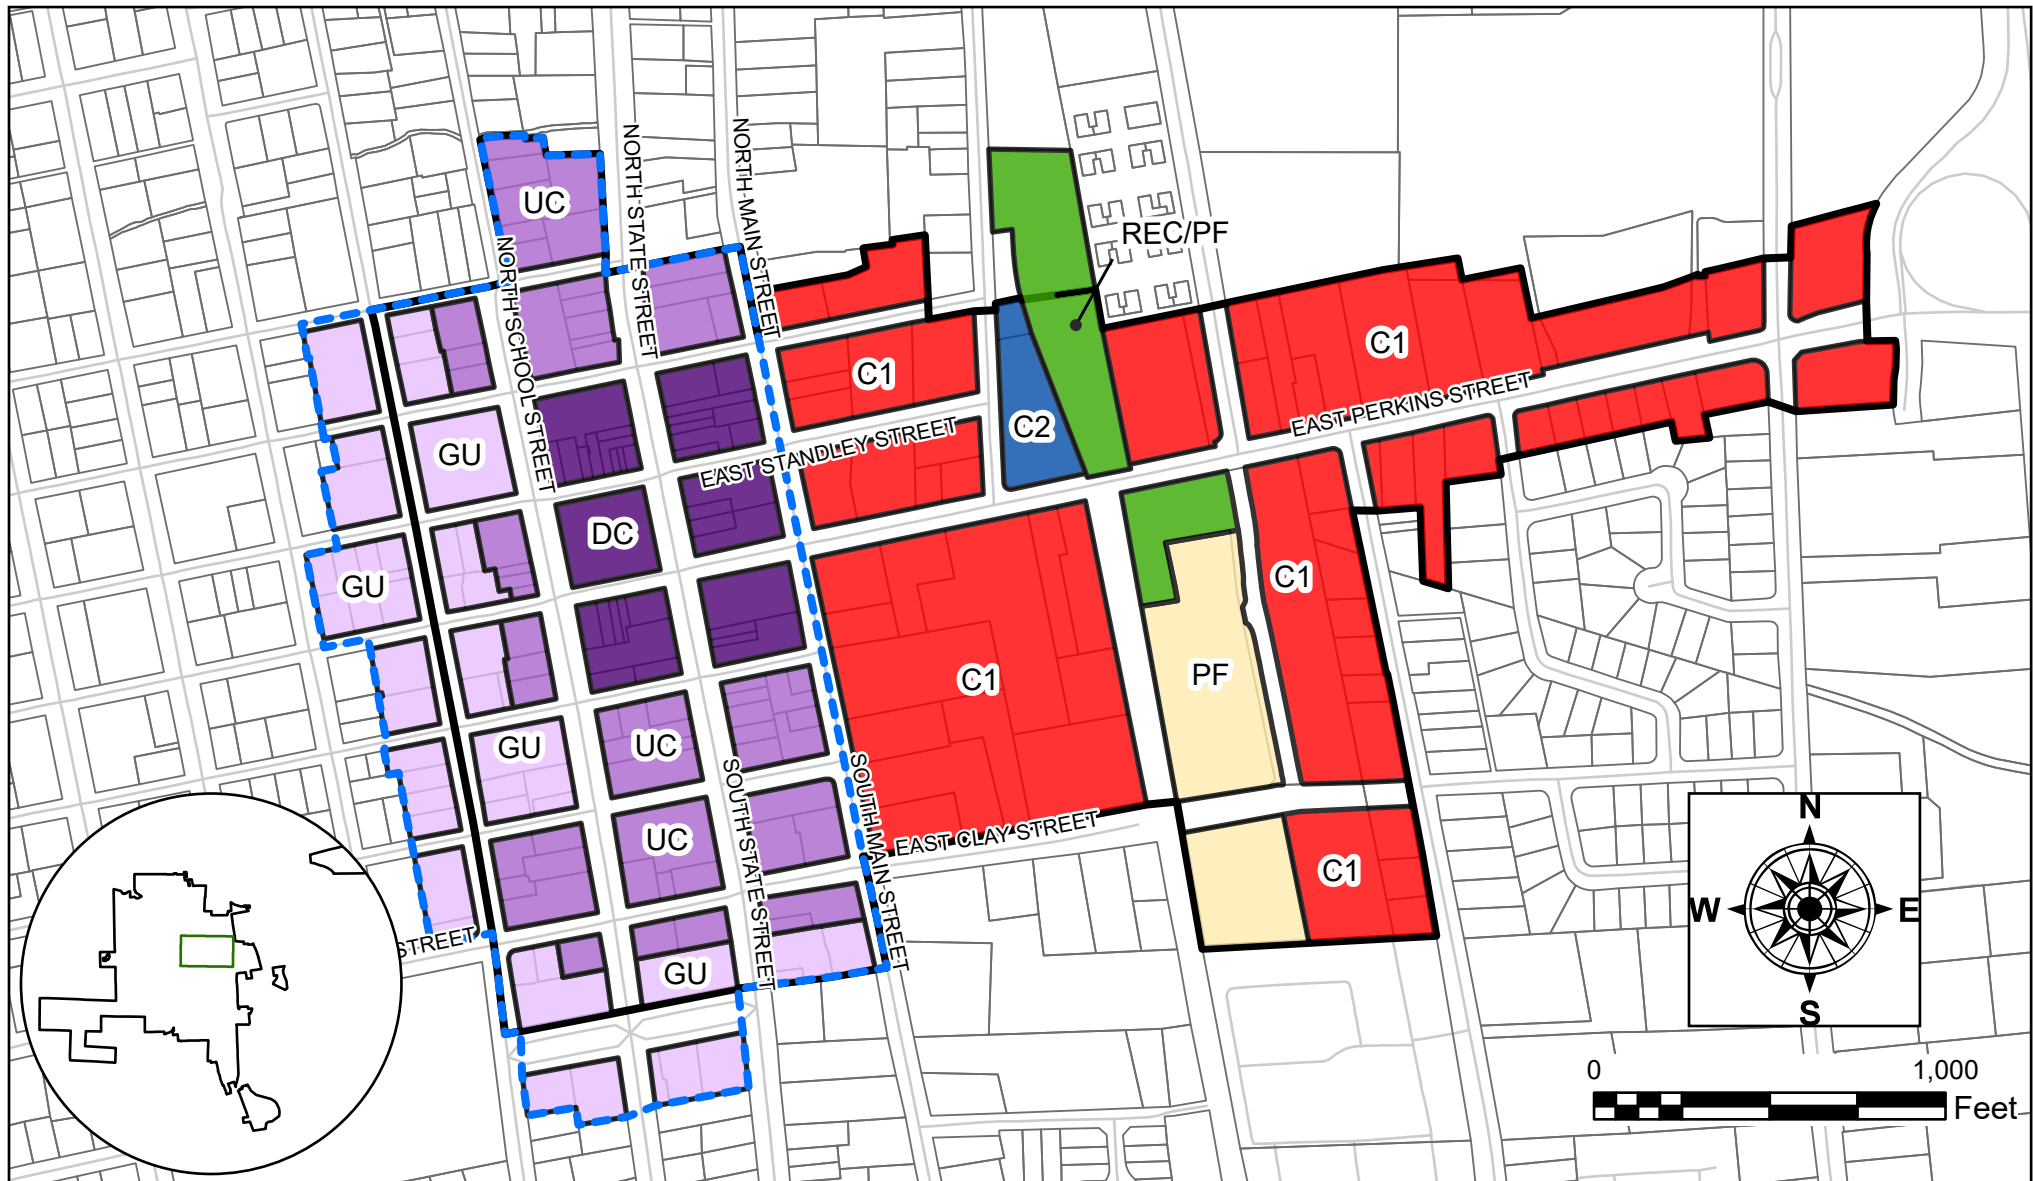 UC
NORTH STATE STREET
NORTH MAIN STREET
NORTH SCHOOL STREET
REC/PF
C1
C1
C2
EAST PERKINS STREET
EAST STANDLEY STREET
GU
DC
GU
C1
C1
PF
GU
UC
UC
SOUTH STATE STREET
SOUTH MAIN STREET
EAST CLAY STREET
C1
GU
STREET
N
W
E
S
0
1,000
Feet